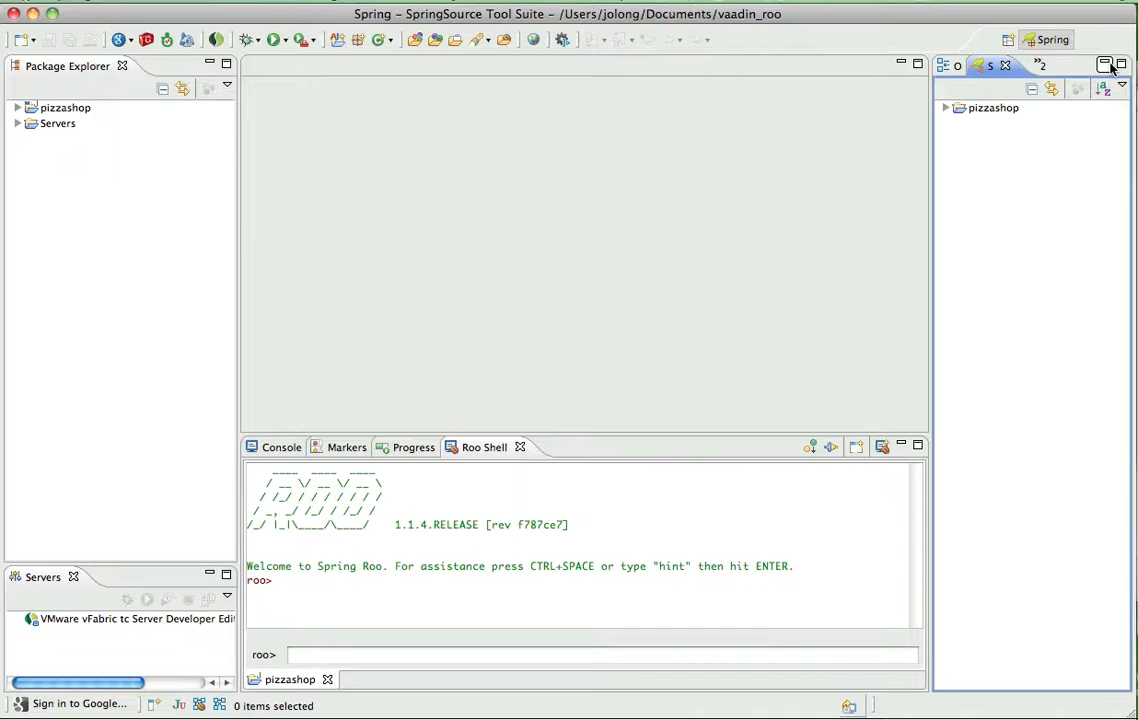 Spring – SpringSource Tool Suite – /Users/jolong/Documents/vaadin_roo
Spring
Package Explorer
O
S
»2
pizzashop
Servers
pizzashop
Console
Markers
Progress
Roo Shell
1.1.4.RELEASE [rev f787ce7]
Welcome to Spring Roo. For assistance press CTRL+SPACE or type "hint" then hit ENTER.
roo>
Servers
VMware vFabric tc Server Developer Edit
roo>
pizzashop
Sign in to Google...
0 items selected